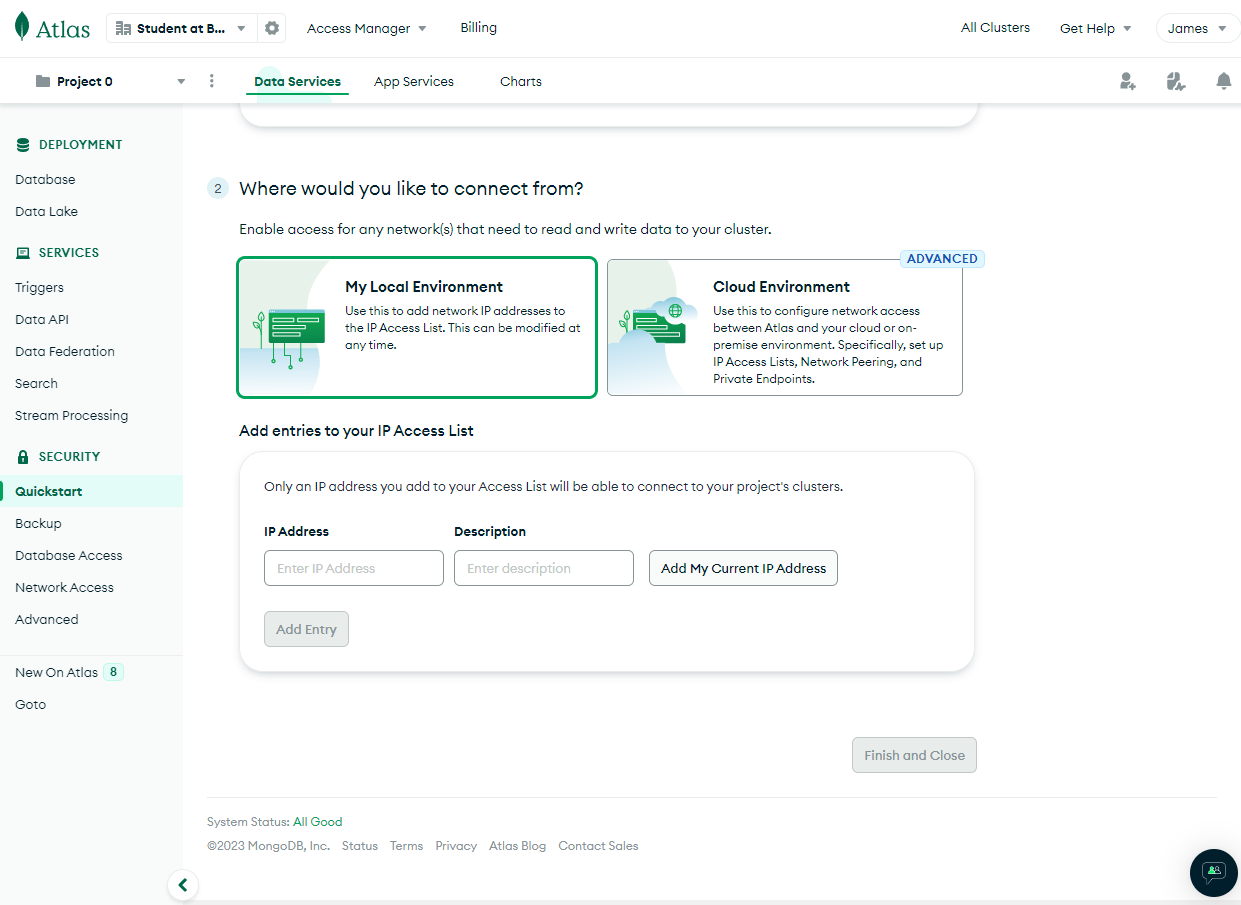 Atlas
Student at B...
Access Manager
Billing
All Clusters
Get Help
James
Project 0
Data Services
App Services
Charts
DEPLOYMENT
Database
Data Lake
SERVICES
Triggers
Data API
Data Federation
Search
Stream Processing
SECURITY
Quickstart
Backup
Database Access
Network Access
Advanced
New On Atlas 8
Goto
2 Where would you like to connect from?
Enable access for any network(s) that need to read and write data to your cluster.
My Local Environment
Use this to add network IP addresses to
the IP Access List. This can be modified at
any time.
ADVANCED
Cloud Environment
Use this to configure network access
between Atlas and your cloud or on-
premise environment. Specifically, set up
IP Access Lists, Network Peering, and
Private Endpoints.
Add entries to your IP Access List
Only an IP address you add to your Access List will be able to connect to your project's clusters.
IP Address
Description
Enter IP Address
Enter description
Add My Current IP Address
Add Entry
Finish and Close
System Status: All Good
©2023 MongoDB, Inc. Status Terms Privacy Atlas Blog Contact Sales